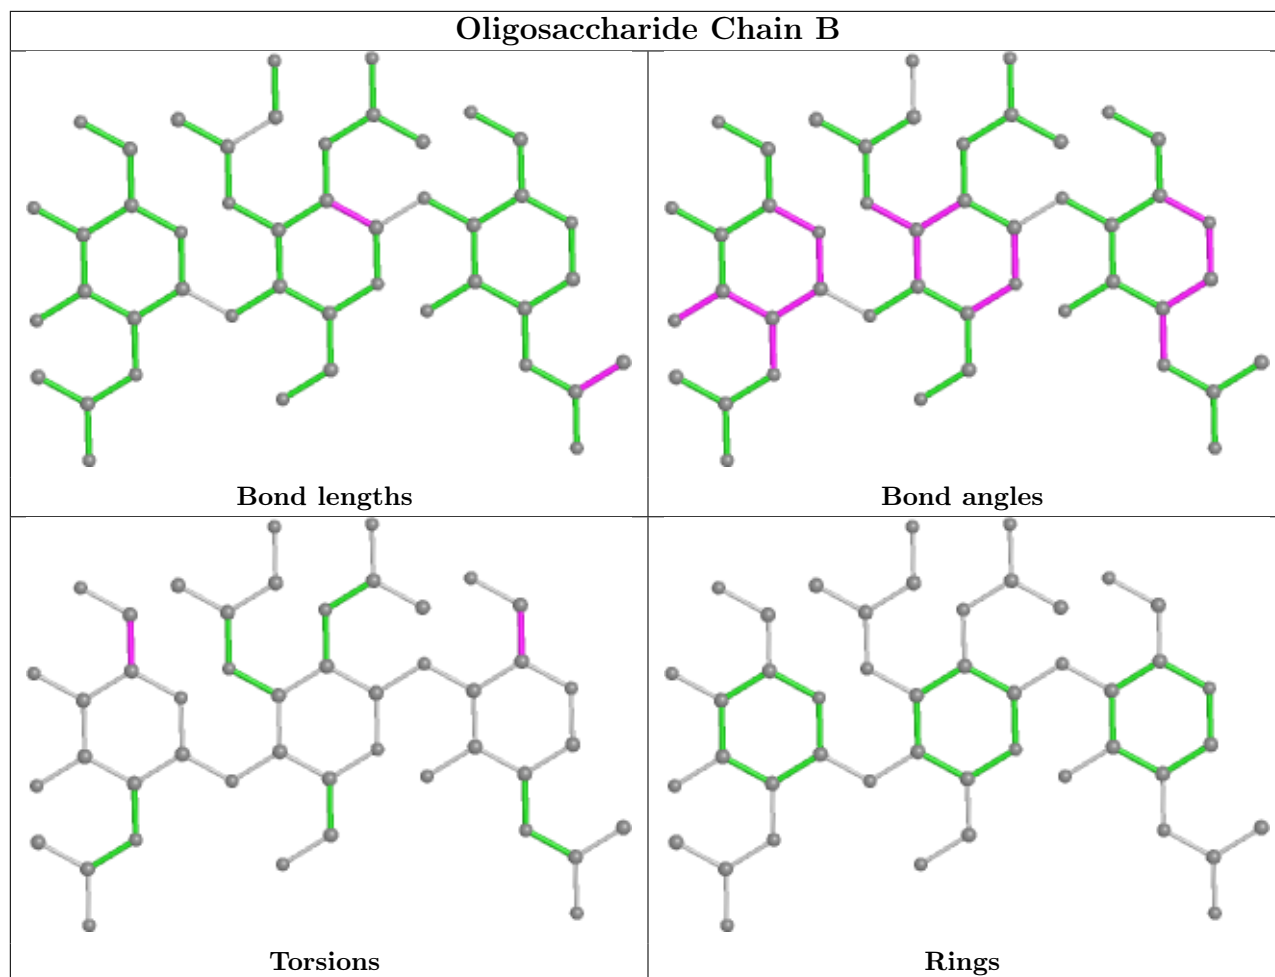 Oligosaccharide Chain B
Bond lengths
Bond angles
Torsions
Rings